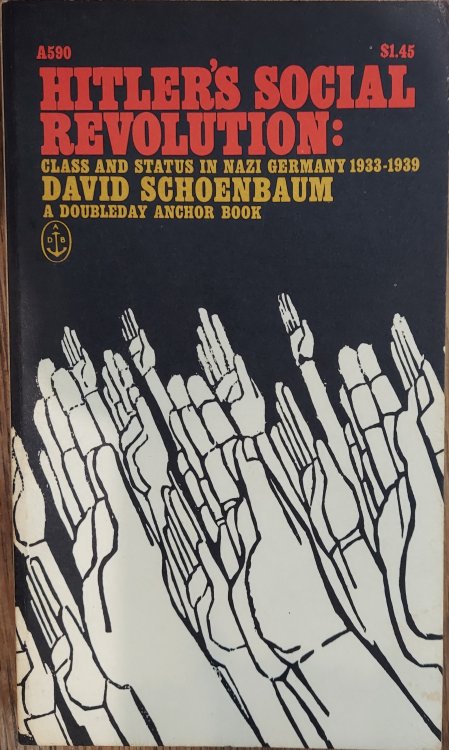 A590 $1.45
HITLER'S SOCIAL
REVOLUTION:
CLASS AND STATUS IN NAZI GERMANY 1933-1939
DAVID SCHOENBAUM
A DOUBLEDAY ANCHOR BOOK
A
D B